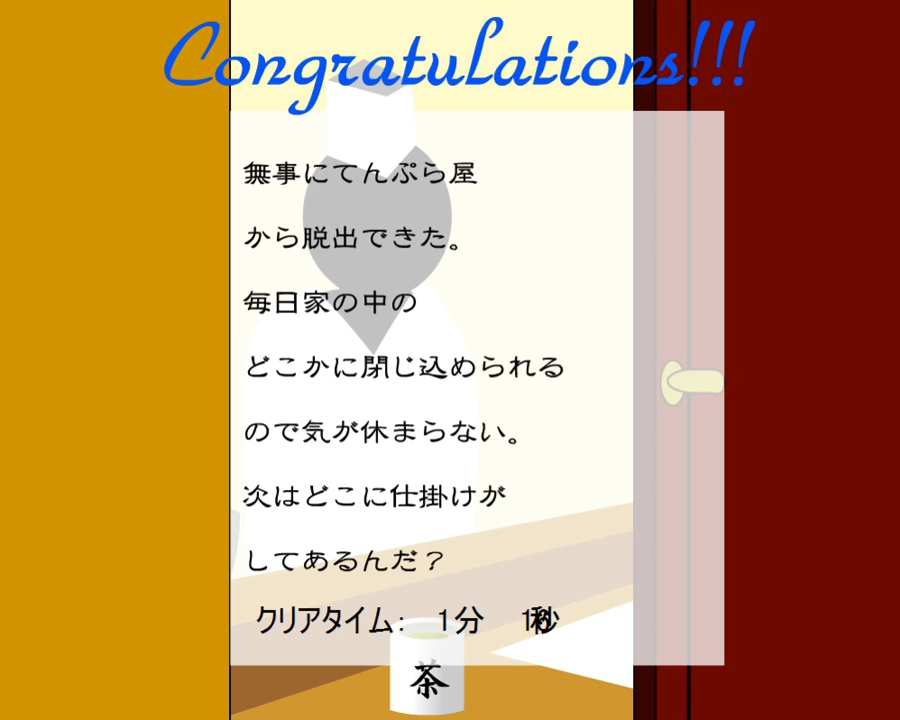 Congratulations!!!
無事にてんぷら屋
から脱出できた。
毎日家の中の
どこかに閉じ込められる
ので気が休まらない。
次はどこに仕掛けが
してあるんだ？
クリアタイム: 1分 秒
茶